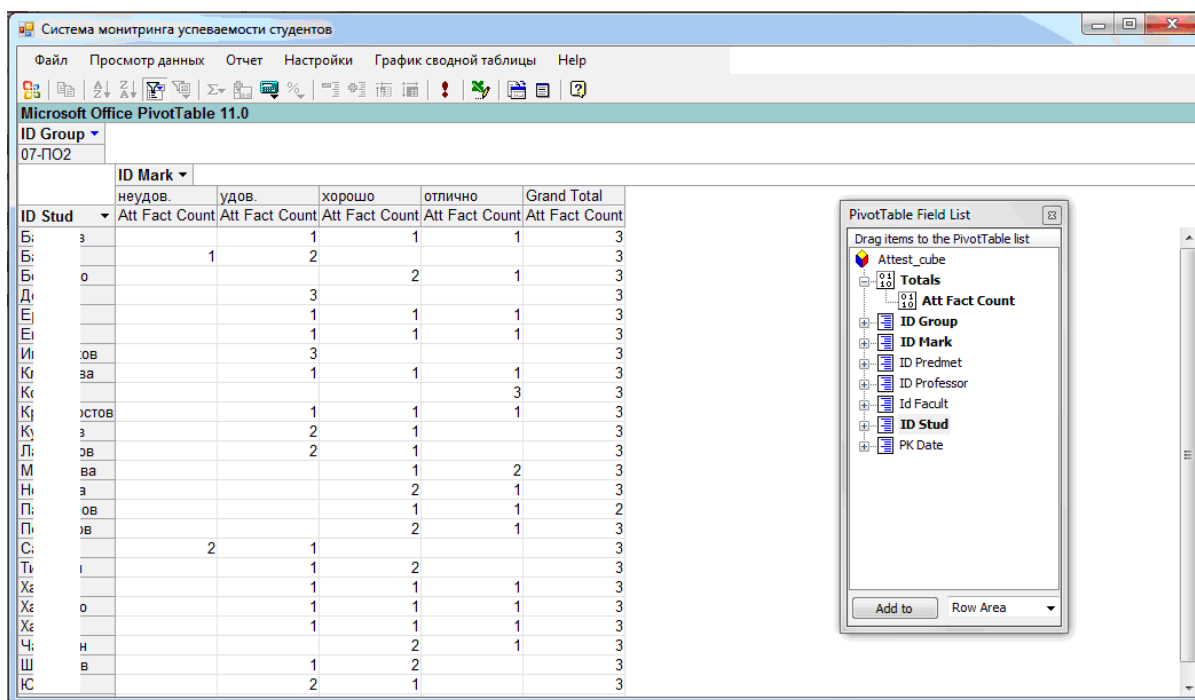 Система монитринга успеваемости студентов
Файл Просмотр данных Отчет Настройки График сводной таблицы Help
Microsoft Office PivotTable 11.0
ID Group
07-ПО2
ID Mark
неудов. удов. хорошо отлично Grand Total
ID Stud Att Fact Count Att Fact Count Att Fact Count Att Fact Count Att Fact Count
1 1 1 3
1 2 3
2 1 3
3 3
1 1 1 3
1 1 1 3
3 3
1 1 1 3
3 3
1 1 1 3
2 1 3
2 1 3
1 2 3
2 1 3
1 1 2
2 1 3
2 1 3
1 2 3
1 1 1 3
1 1 1 3
1 1 1 3
2 1 3
1 2 3
2 1 3
PivotTable Field List
Drag items to the PivotTable list
Attest_cube
Totals
Att Fact Count
ID Group
ID Mark
ID Predmet
ID Professor
Id Facult
ID Stud
PK Date
Add to Row Area